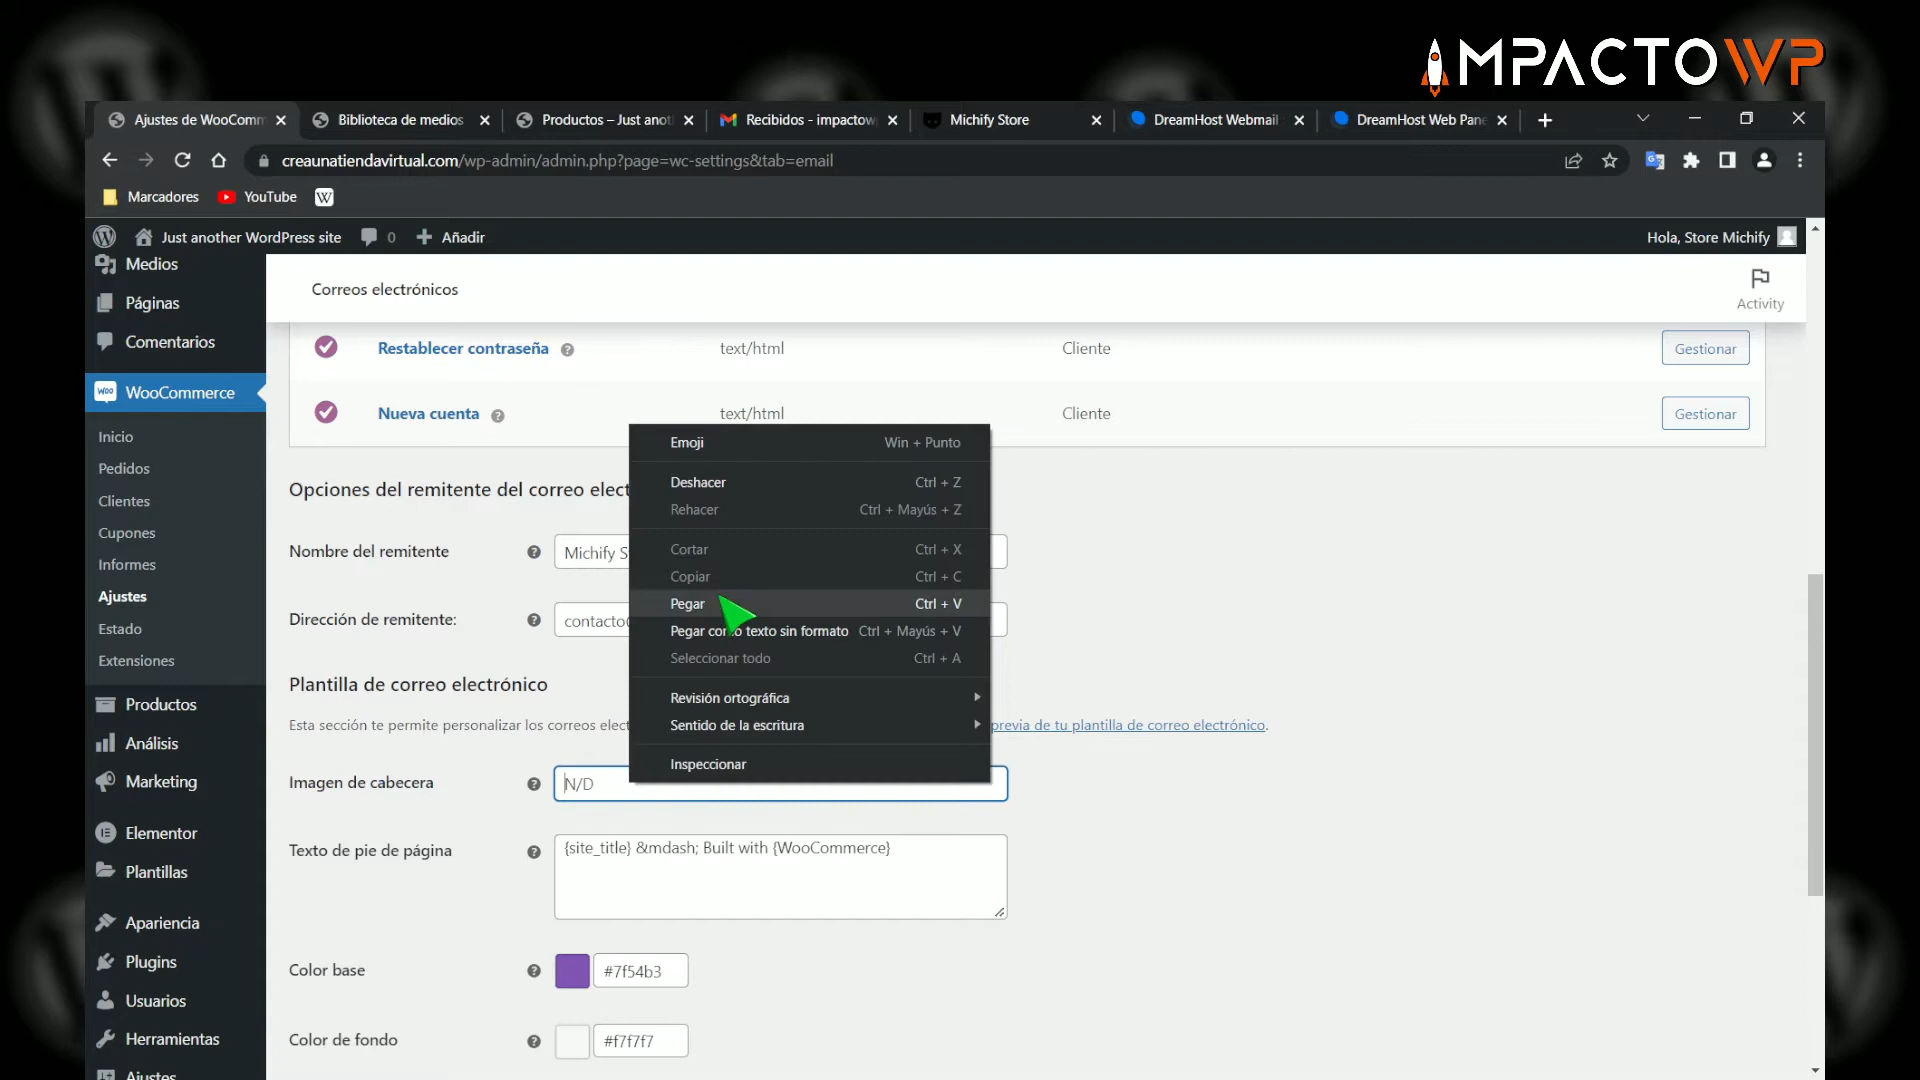 IMPACTOWP
Ajustes de WooComm
Biblioteca de medios
Productos – Just anot
Recibidos - impactow
Michify Store
DreamHost Webmail
DreamHost Web Pane
creaunatiendavirtual.com/wp-admin/admin.php?page=wc-settings&tab=email
Marcadores
YouTube
W
Just another WordPress site
0
Añadir
Hola, Store Michify
Medios
Páginas
Comentarios
WooCommerce
Inicio
Pedidos
Clientes
Cupones
Informes
Ajustes
Estado
Extensiones
Productos
Análisis
Marketing
Elementor
Plantillas
Apariencia
Plugins
Usuarios
Herramientas
Ajustes
Correos electrónicos
Activity
Restablecer contraseña
text/html
Cliente
Gestionar
Nueva cuenta
text/html
Cliente
Gestionar
Opciones del remitente del correo elect
Nombre del remitente
Michify S
Dirección de remitente:
contacto
Plantilla de correo electrónico
Esta sección te permite personalizar los correos elect
previa de tu plantilla de correo electrónico.
Imagen de cabecera
N/D
Texto de pie de página
{site_title} &mdash; Built with {WooCommerce}
Color base
#7f54b3
Color de fondo
#f7f7f7
Emoji Win + Punto
Deshacer Ctrl + Z
Rehacer Ctrl + Mayús + Z
Cortar Ctrl + X
Copiar Ctrl + C
Pegar Ctrl + V
Pegar como texto sin formato Ctrl + Mayús + V
Seleccionar todo Ctrl + A
Revisión ortográfica
Sentido de la escritura
Inspeccionar